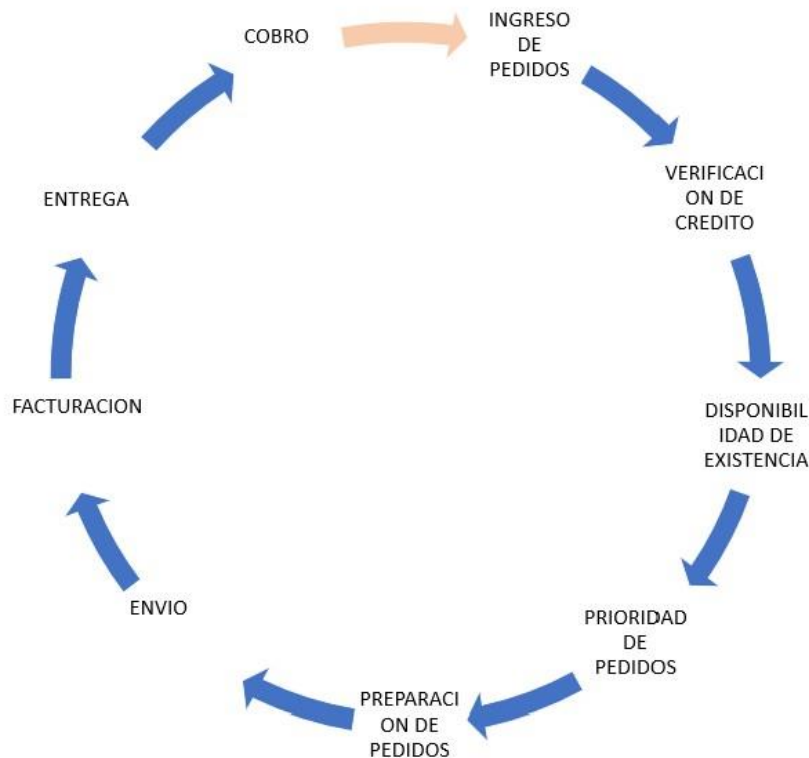 COBRO
INGRESO
DE
PEDIDOS
VERIFICACI
ON DE
CREDITO
DISPONIBIL
IDAD DE
EXISTENCIA
PRIORIDAD
DE
PEDIDOS
PREPARACI
ON DE
PEDIDOS
ENVIO
FACTURACION
ENTREGA